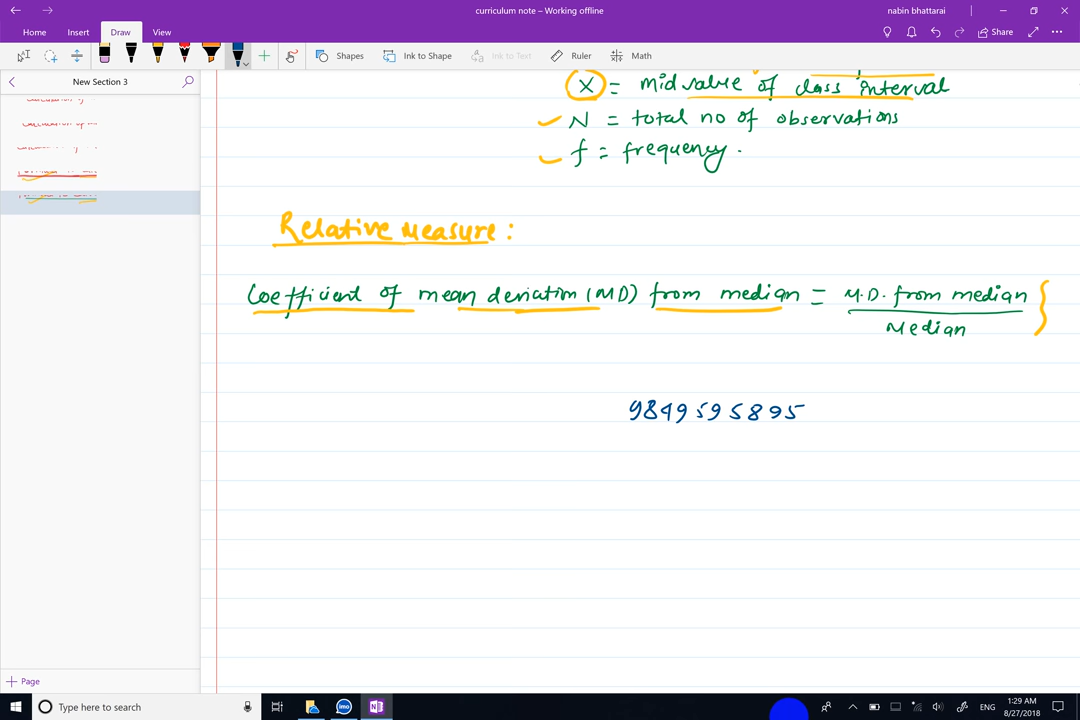 curriculum note – Working offline
nabin bhattarai
Home Insert Draw View
Share
Shapes Ink to Shape Ink to Text Ruler Math
New Section 3
X = mid value of class interval
N = total no of observations
f = frequency.
Relative Measure :
Coefficient of mean deviation (MD) from median = M.D. from median
Median
9849595895
+ Page
Type here to search
ENG
1:29 AM
8/27/2018